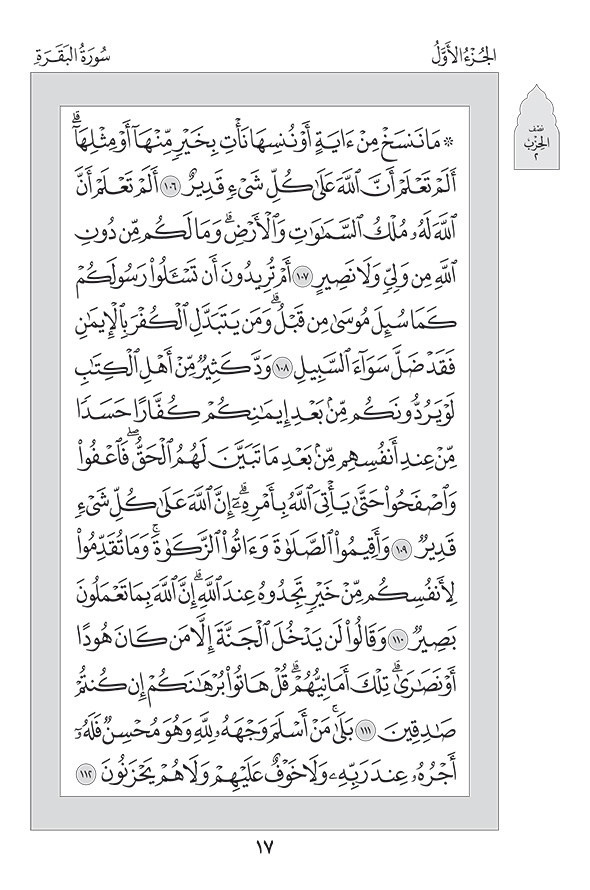 الجُزْءُ الأَوَّلُ
سُورَةُ البَقَرَةِ
نصف
الحزب
٢
۞ مَا نَنسَخۡ مِنۡ ءَايَةٍ أَوۡ نُنسِهَا نَأۡتِ بِخَيۡرٖ مِّنۡهَآ أَوۡ مِثۡلِهَآۗ
أَلَمۡ تَعۡلَمۡ أَنَّ ٱللَّهَ عَلَىٰ كُلِّ شَيۡءٖ قَدِيرٌ ١٠٦ أَلَمۡ تَعۡلَمۡ أَنَّ
ٱللَّهَ لَهُۥ مُلۡكُ ٱلسَّمَٰوَٰتِ وَٱلۡأَرۡضِۗ وَمَا لَكُم مِّن دُونِ
ٱللَّهِ مِن وَلِيّٖ وَلَا نَصِيرٍ ١٠٧ أَمۡ تُرِيدُونَ أَن تَسۡـَٔلُواْ رَسُولَكُمۡ
كَمَا سُئِلَ مُوسَىٰ مِن قَبۡلُۗ وَمَن يَتَبَدَّلِ ٱلۡكُفۡرَ بِٱلۡإِيمَٰنِ
فَقَدۡ ضَلَّ سَوَآءَ ٱلسَّبِيلِ ١٠٨ وَدَّ كَثِيرٞ مِّنۡ أَهۡلِ ٱلۡكِتَٰبِ
لَوۡ يَرُدُّونَكُم مِّنۢ بَعۡدِ إِيمَٰنِكُمۡ كُفَّارًا حَسَدٗا
مِّنۡ عِندِ أَنفُسِهِم مِّنۢ بَعۡدِ مَا تَبَيَّنَ لَهُمُ ٱلۡحَقُّۖ فَٱعۡفُواْ
وَٱصۡفَحُواْ حَتَّىٰ يَأۡتِيَ ٱللَّهُ بِأَمۡرِهِۦٓۗ إِنَّ ٱللَّهَ عَلَىٰ كُلِّ شَيۡءٖ
قَدِيرٞ ١٠٩ وَأَقِيمُواْ ٱلصَّلَوٰةَ وَءَاتُواْ ٱلزَّكَوٰةَۚ وَمَا تُقَدِّمُواْ
لِأَنفُسِكُم مِّنۡ خَيۡرٖ تَجِدُوهُ عِندَ ٱللَّهِۗ إِنَّ ٱللَّهَ بِمَا تَعۡمَلُونَ
بَصِيرٞ ١١٠ وَقَالُواْ لَن يَدۡخُلَ ٱلۡجَنَّةَ إِلَّا مَن كَانَ هُودًا
أَوۡ نَصَٰرَىٰۗ تِلۡكَ أَمَانِيُّهُمۡۗ قُلۡ هَاتُواْ بُرۡهَٰنَكُمۡ إِن كُنتُمۡ
صَٰدِقِينَ ١١١ بَلَىٰۚ مَنۡ أَسۡلَمَ وَجۡهَهُۥ لِلَّهِ وَهُوَ مُحۡسِنٞ فَلَهُۥٓ
أَجۡرُهُۥ عِندَ رَبِّهِۦ وَلَا خَوۡفٌ عَلَيۡهِمۡ وَلَا هُمۡ يَحۡزَنُونَ ١١٢
١٧